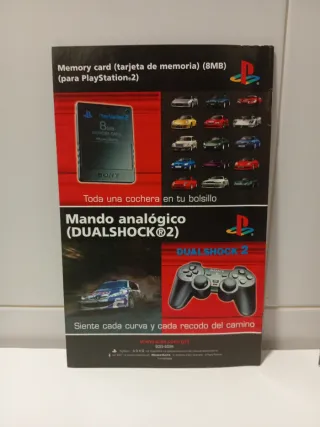 Memory card (tarjeta de memoria) (8MB)
(para PlayStation®2)
8MB
SONY
Toda una cochera en tu bolsillo
Mando analógico
(DUALSHOCK®2)
DUALSHOCK 2
Siente cada curva y cada recodo del camino